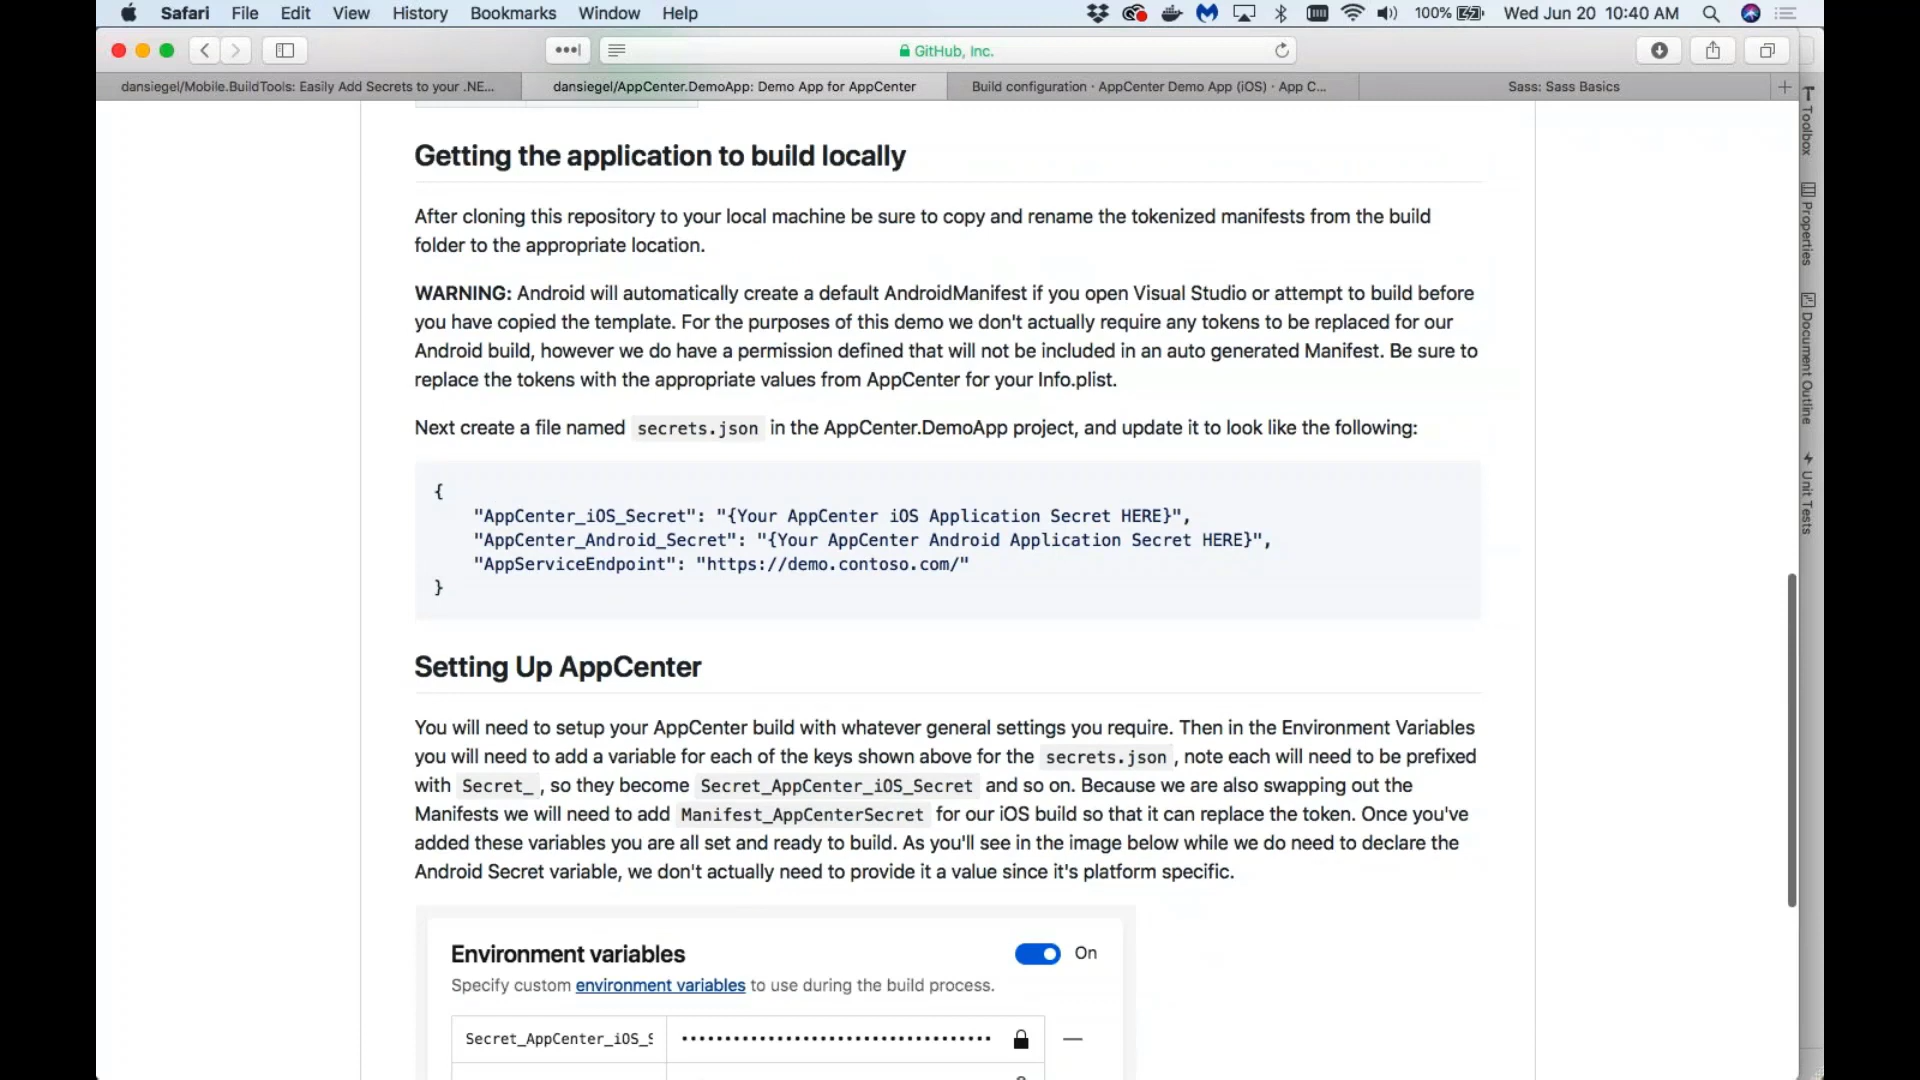 Safari File Edit View History Bookmarks Window Help 100% Wed Jun 20 10:40 AM
GitHub, Inc.
dansiegel/Mobile.BuildTools: Easily Add Secrets to your .NE... dansiegel/AppCenter.DemoApp: Demo App for AppCenter Build configuration · AppCenter Demo App (iOS) · App C... Sass: Sass Basics
Toolbox
Properties
Document Outline
Unit Tests
Getting the application to build locally
After cloning this repository to your local machine be sure to copy and rename the tokenized manifests from the build
folder to the appropriate location.
WARNING: Android will automatically create a default AndroidManifest if you open Visual Studio or attempt to build before
you have copied the template. For the purposes of this demo we don't actually require any tokens to be replaced for our
Android build, however we do have a permission defined that will not be included in an auto generated Manifest. Be sure to
replace the tokens with the appropriate values from AppCenter for your Info.plist.
Next create a file named secrets.json in the AppCenter.DemoApp project, and update it to look like the following:
{
"AppCenter_iOS_Secret": "{Your AppCenter iOS Application Secret HERE}",
"AppCenter_Android_Secret": "{Your AppCenter Android Application Secret HERE}",
"AppServiceEndpoint": "https://demo.contoso.com/"
}
Setting Up AppCenter
You will need to setup your AppCenter build with whatever general settings you require. Then in the Environment Variables
you will need to add a variable for each of the keys shown above for the secrets.json, note each will need to be prefixed
with Secret_, so they become Secret_AppCenter_iOS_Secret and so on. Because we are also swapping out the
Manifests we will need to add Manifest_AppCenterSecret for our iOS build so that it can replace the token. Once you've
added these variables you are all set and ready to build. As you'll see in the image below while we do need to declare the
Android Secret variable, we don't actually need to provide it a value since it's platform specific.
Environment variables On
Specify custom environment variables to use during the build process.
Secret_AppCenter_iOS_S